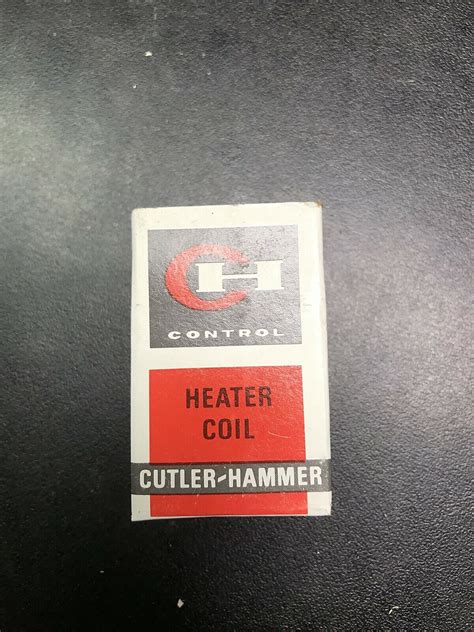 CH
CONTROL
HEATER
COIL
CUTLER-HAMMER